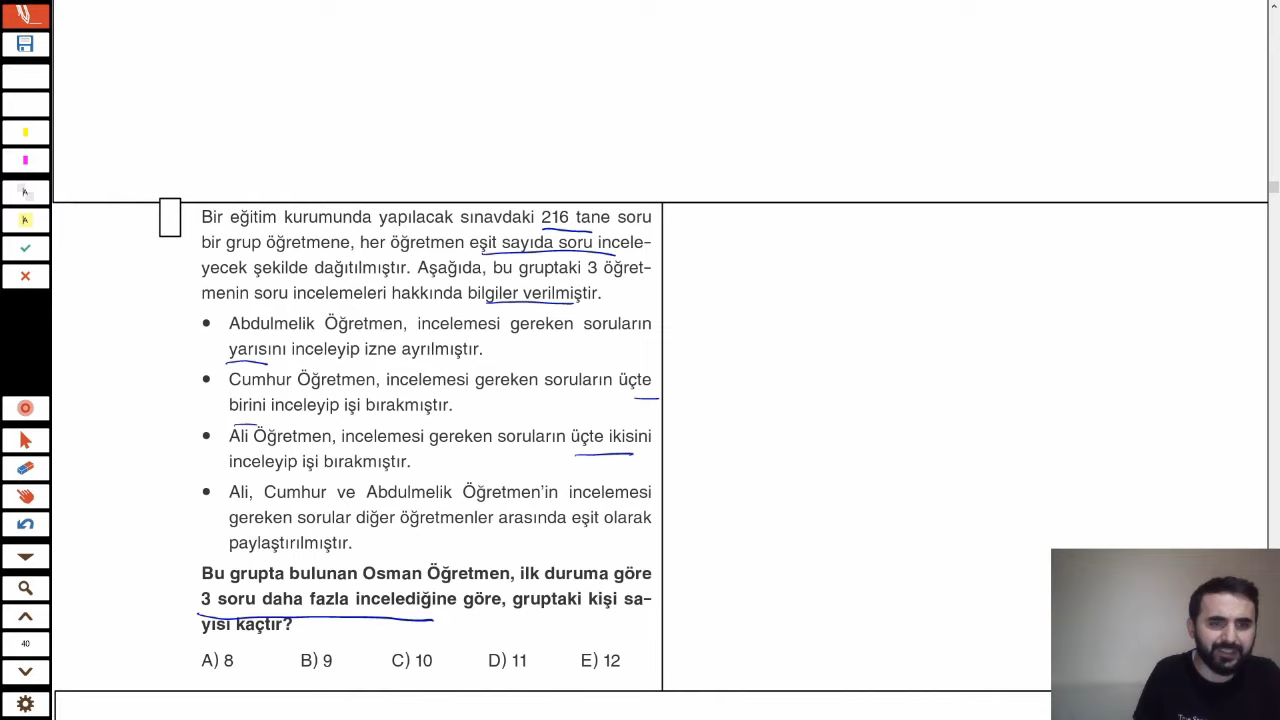 Bir eğitim kurumunda yapılacak sınavdaki 216 tane soru
bir grup öğretmene, her öğretmen eşit sayıda soru incele-
yecek şekilde dağıtılmıştır. Aşağıda, bu gruptaki 3 öğret-
menin soru incelemeleri hakkında bilgiler verilmiştir.
• Abdulmelik Öğretmen, incelemesi gereken soruların
yarısını inceleyip izne ayrılmıştır.
• Cumhur Öğretmen, incelemesi gereken soruların üçte
birini inceleyip işi bırakmıştır.
• Ali Öğretmen, incelemesi gereken soruların üçte ikisini
inceleyip işi bırakmıştır.
• Ali, Cumhur ve Abdulmelik Öğretmen'in incelemesi
gereken sorular diğer öğretmenler arasında eşit olarak
paylaştırılmıştır.
Bu grupta bulunan Osman Öğretmen, ilk duruma göre
3 soru daha fazla incelediğine göre, gruptaki kişi sa-
yısı kaçtır?
A) 8 B) 9 C) 10 D) 11 E) 12
40